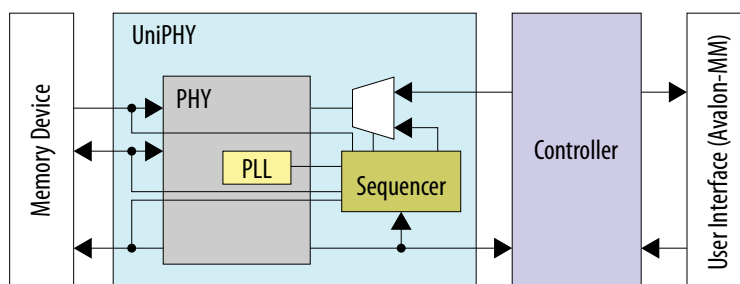 Memory Device
UniPHY
PHY
PLL
Sequencer
Controller
User Interface (Avalon-MM)